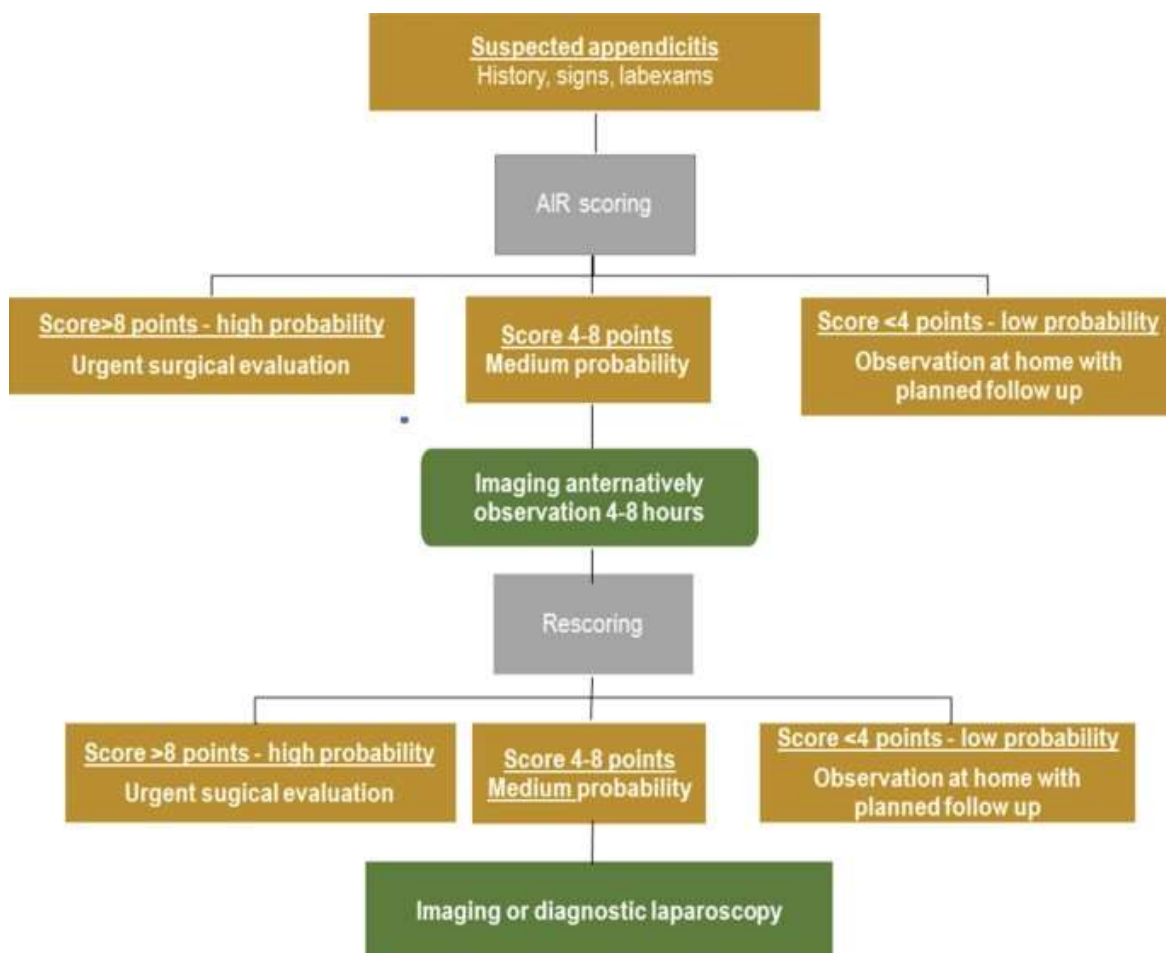 Suspected appendicitis
History, signs, labexams
AIR scoring
Score>8 points - high probability
Urgent surgical evaluation
Score 4-8 points
Medium probability
Score <4 points - low probability
Observation at home with
planned follow up
Imaging anternatively
observation 4-8 hours
Rescoring
Score >8 points - high probability
Urgent sugical evaluation
Score 4-8 points
Medium probability
Score <4 points - low probability
Observation at home with
planned follow up
Imaging or diagnostic laparoscopy